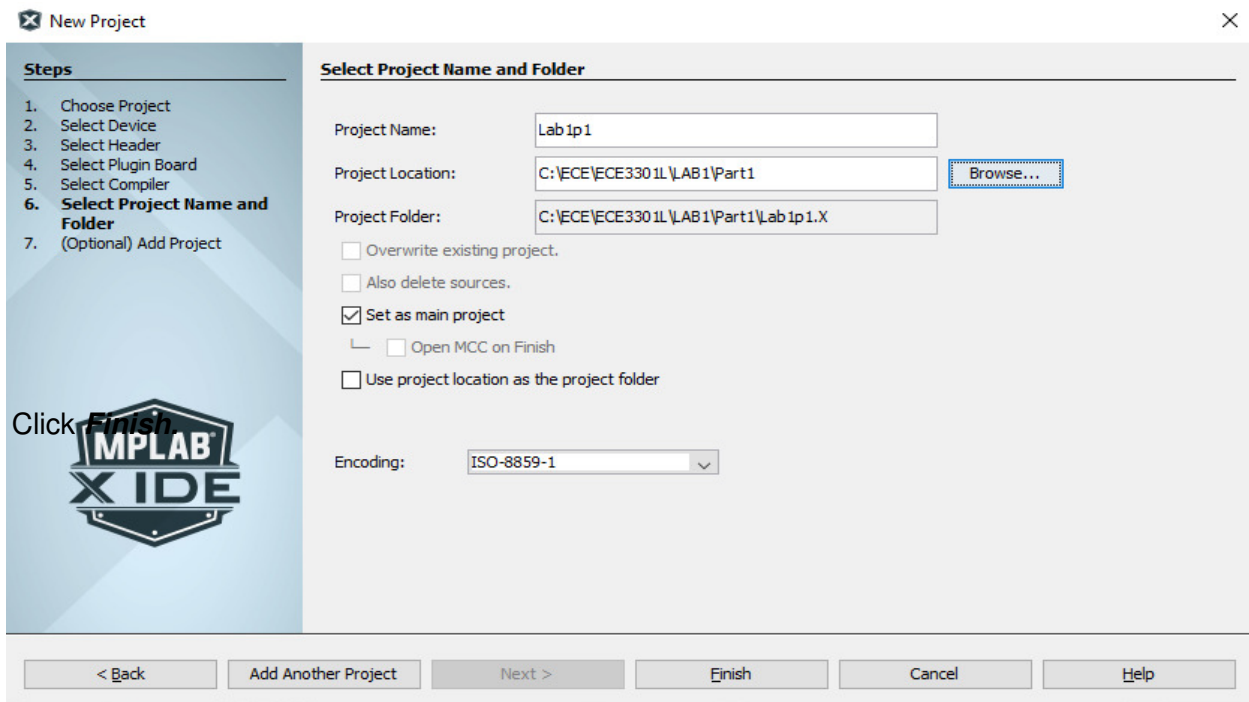 New Project
Steps
1. Choose Project
2. Select Device
3. Select Header
4. Select Plugin Board
5. Select Compiler
6. Select Project Name and
Folder
7. (Optional) Add Project
Click Finish.
MPLAB®
X IDE
Select Project Name and Folder
Project Name: Lab1p1
Project Location: C:\ECE\ECE3301L\LAB1\Part1 Browse...
Project Folder: C:\ECE\ECE3301L\LAB1\Part1\Lab1p1.X
Overwrite existing project.
Also delete sources.
Set as main project
Open MCC on Finish
Use project location as the project folder
Encoding: ISO-8859-1
< Back Add Another Project Next > Finish Cancel Help